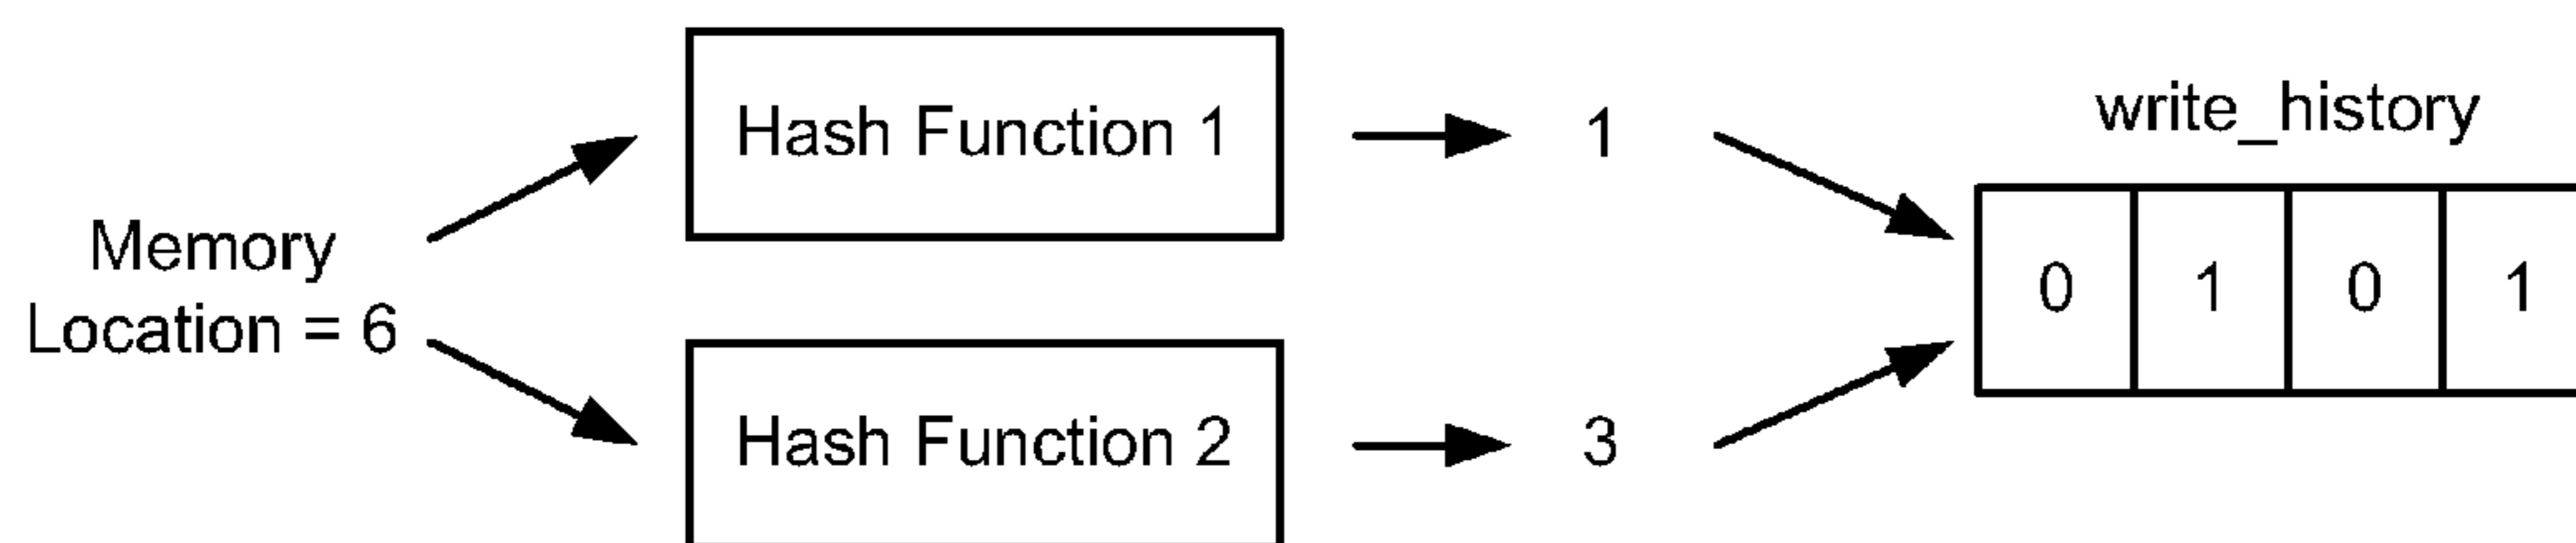 Memory
Location = 6
Hash Function 1
1
Hash Function 2
3
write_history
0 1 0 1